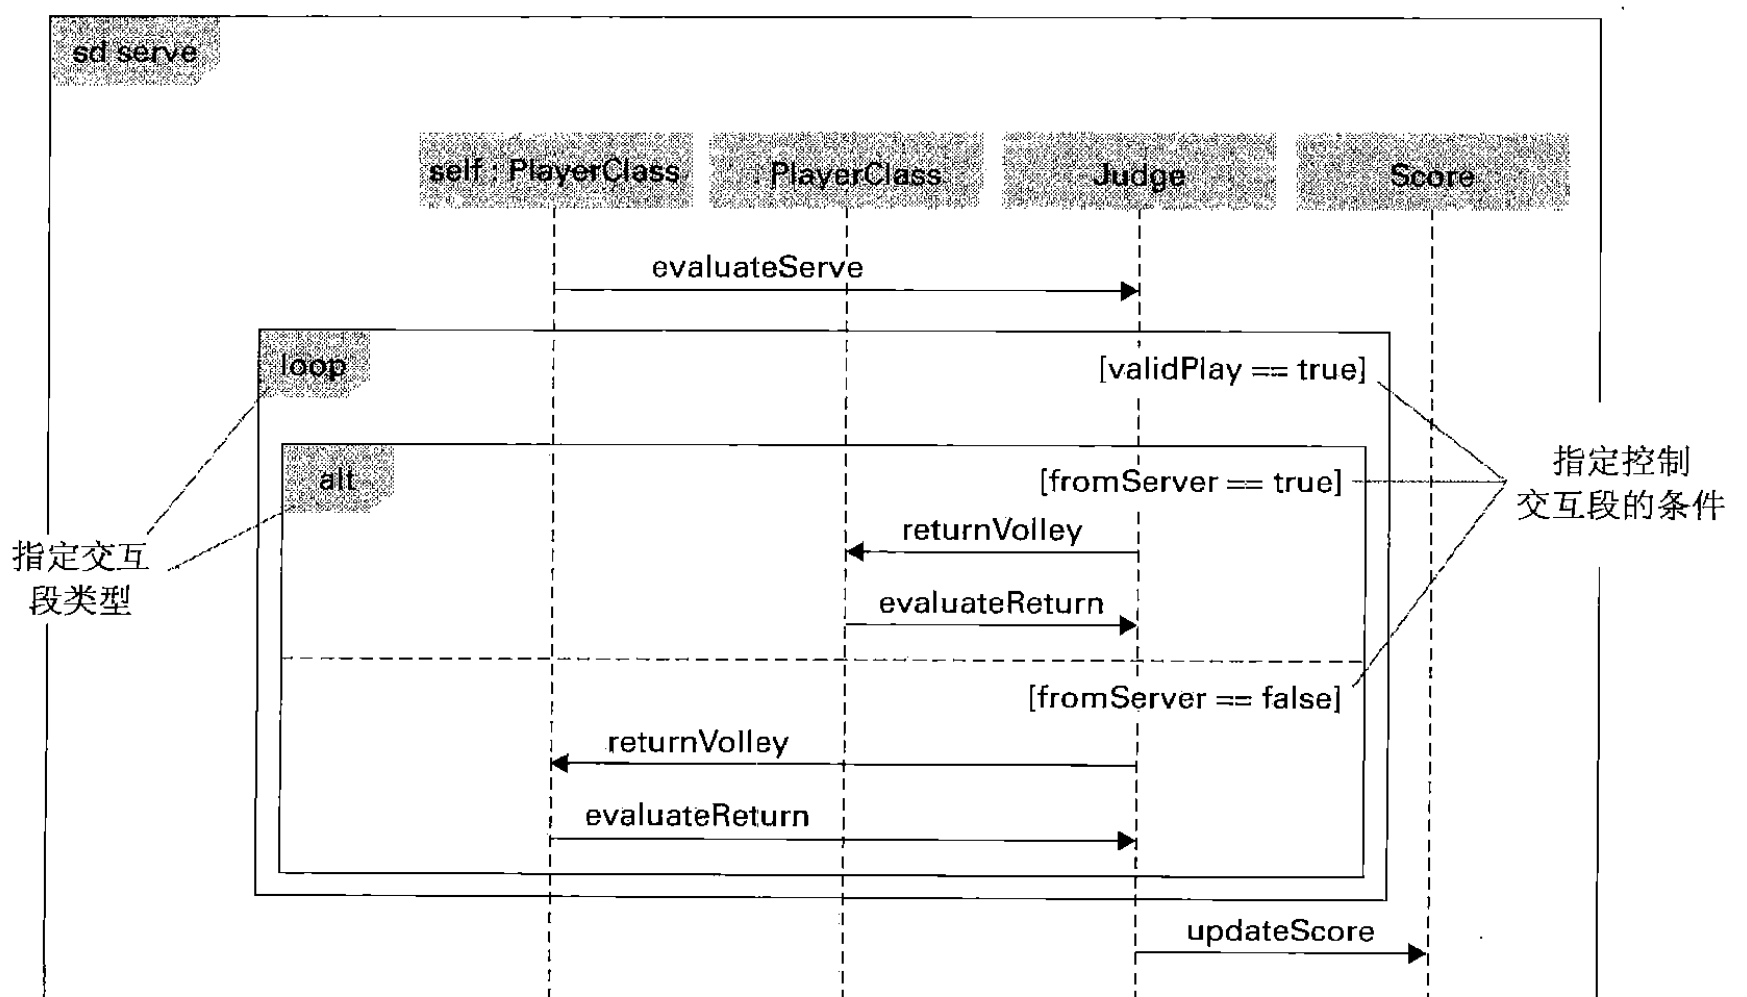 sd serve
self : PlayerClass
: PlayerClass
Judge
Score
evaluateServe
loop
[validPlay == true]
alt
[fromServer == true]
指定控制
交互段的条件
returnVolley
指定交互
段类型
evaluateReturn
[fromServer == false]
returnVolley
evaluateReturn
updateScore